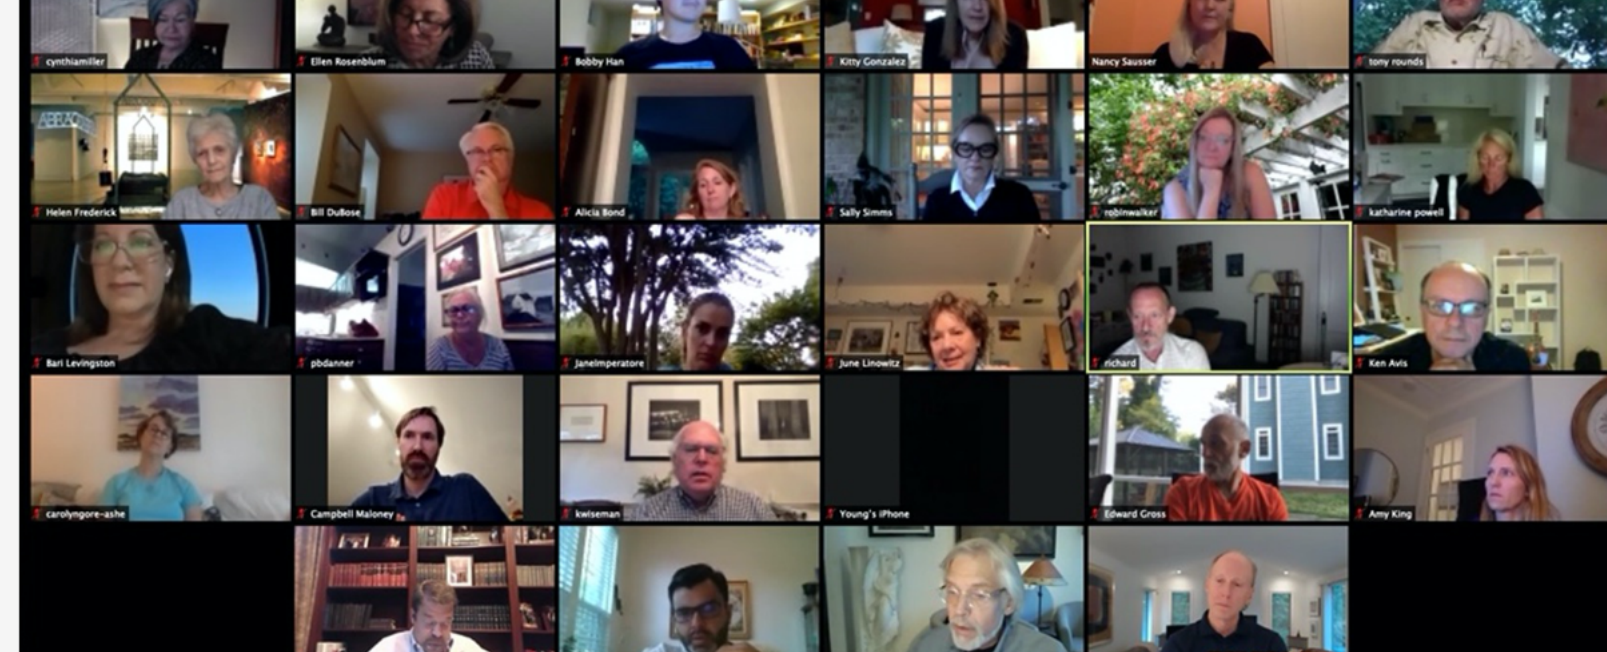 cynthiamiller
Ellen Rosenblum
Bobby Han
Kitty Gonzalez
Nancy Sausser
tony rounds
ABRAC
Helen Frederick
Bill DuBose
Alicia Bond
Sally Simms
robinwalker
katharine powell
Bari Levingston
pbdanner
JaneImperatore
June Linowitz
richard
Ken Avis
carolyngore-ashe
Campbell Maloney
kwiseman
Young's iPhone
Edward Gross
Amy King